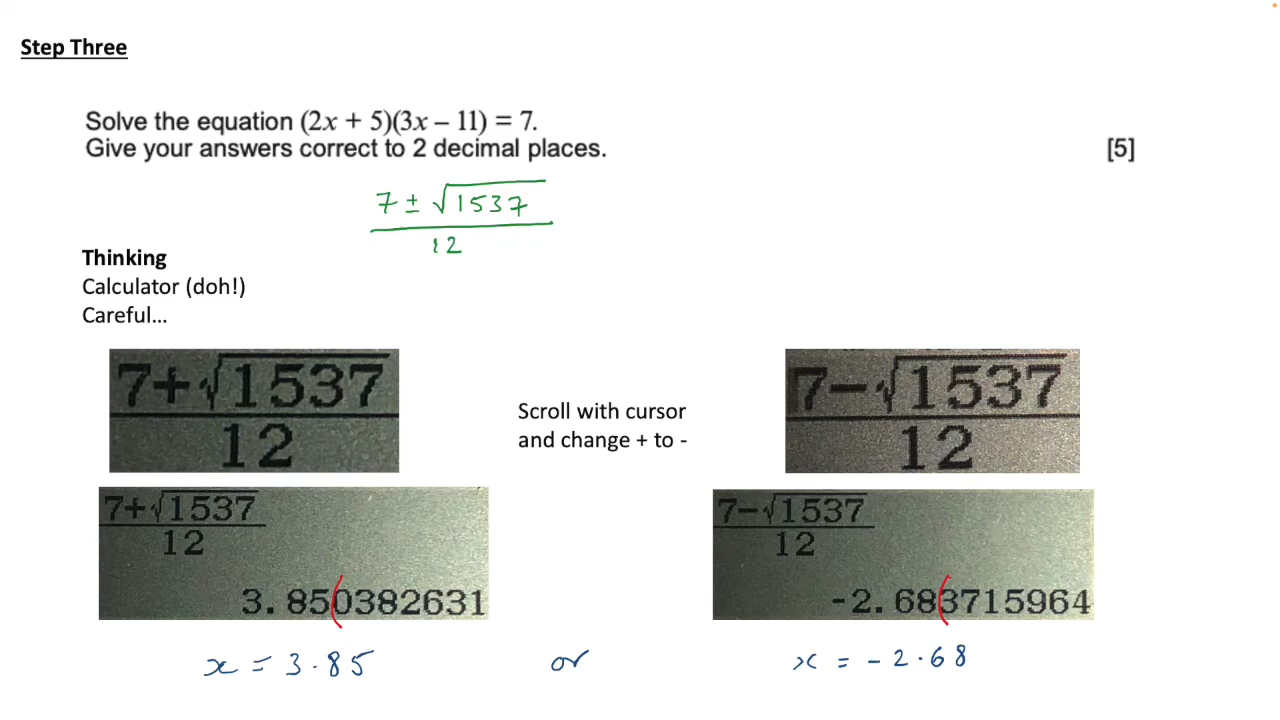 Step Three
Solve the equation (2x + 5)(3x – 11) = 7.
Give your answers correct to 2 decimal places. [5]
7 ± √1537
12
Thinking
Calculator (doh!)
Careful...
7+√1537
12
Scroll with cursor
and change + to -
7−√1537
12
7+√1537
12
3.850382631
7−√1537
12
-2.683715964
x = 3.85 or x = -2.68